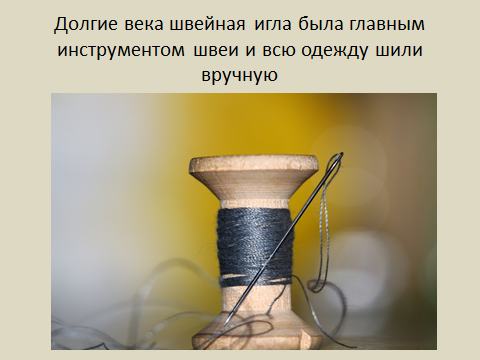 Долгие века швейная игла была главным
инструментом швеи и всю одежду шили
вручную